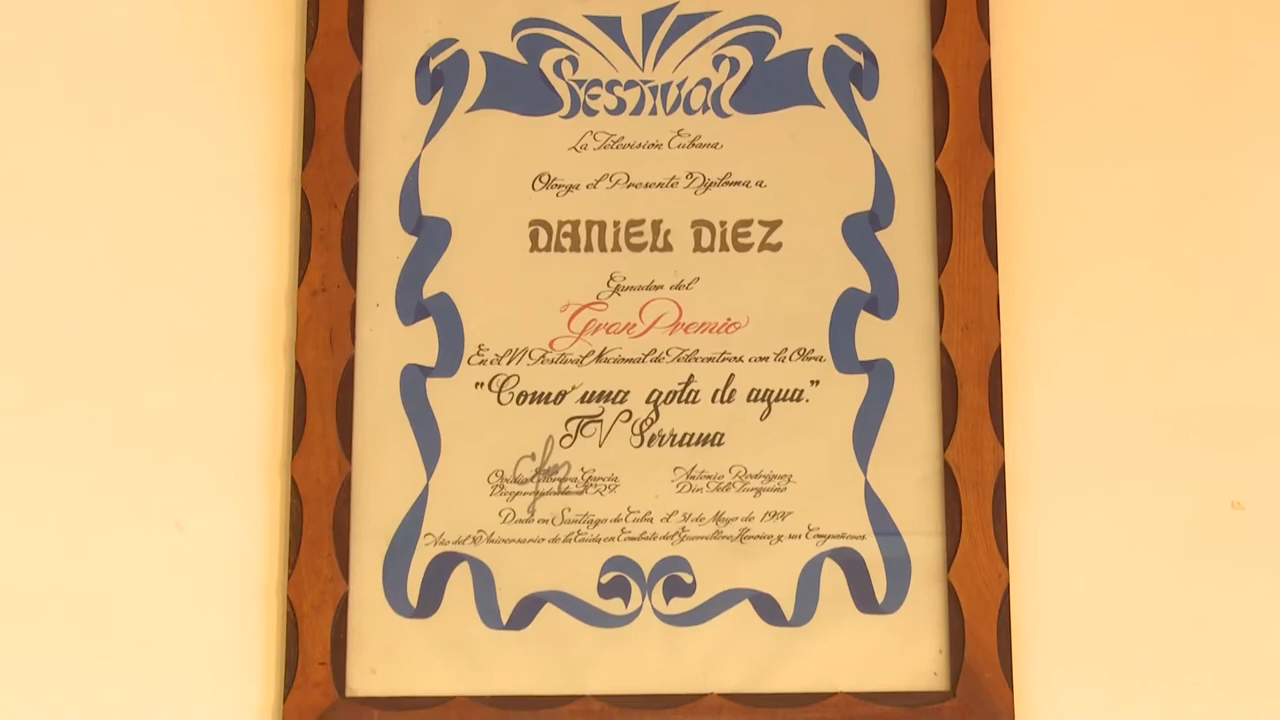 Festival
La Televisión Cubana
Otorga el Presente Diploma a
DANIEL DIEZ
Ganador del
Gran Premio
En el VI Festival Nacional de Telecentros con la Obra
"Como una gota de agua."
TV Serrana
Ovidio Cabrera García
Vicepresidente ICRT.
Antonio Rodríguez
Dir. Tele Turquino
Dado en Santiago de Cuba el 31 de Mayo de 1997
Año del 30 Aniversario de la Caida en Combate del Guerrillero Heroico y sus Compañeros.